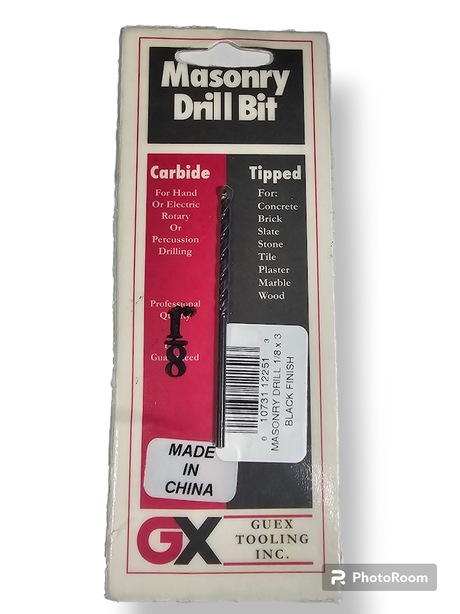 Masonry
Drill Bit
Carbide
For Hand
Or Electric
Rotary
Or
Percussion
Drilling
Professional
Tipped
For:
Concrete
Brick
Slate
Stone
Tile
Plaster
Marble
Wood
1/8
0 10731 12251 3
MASONRY DRILL 1/8 x 3
BLACK FINISH
MADE
IN
CHINA
GX
GUEX
TOOLING
INC.
PhotoRoom